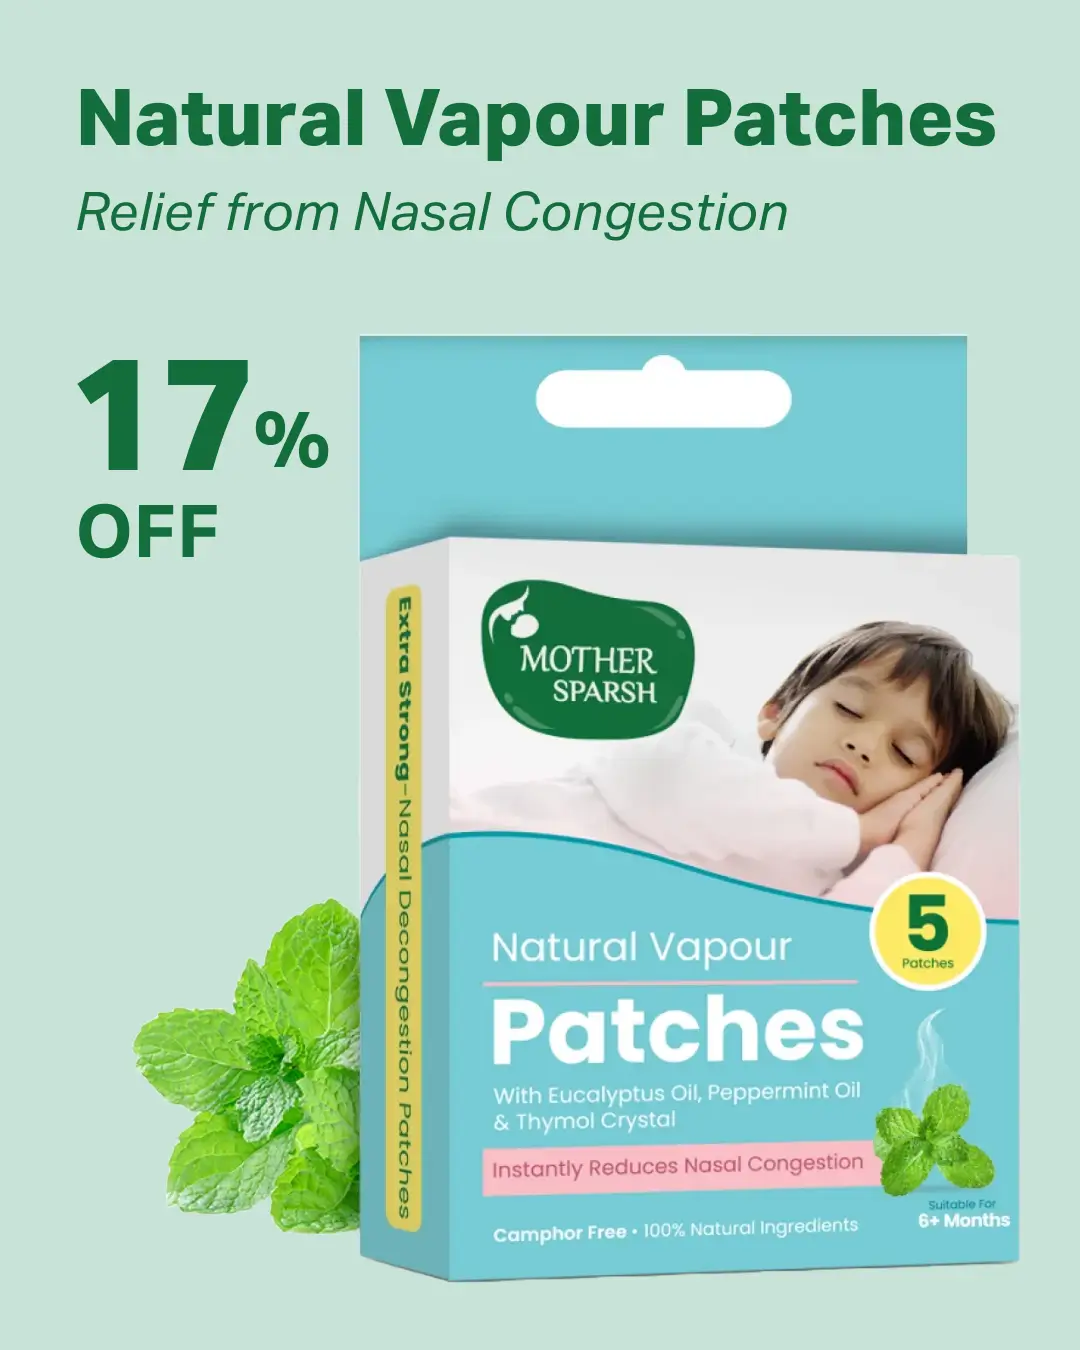 Natural Vapour Patches
Relief from Nasal Congestion
17%
OFF
Extra Strong-Nasal Decongestion Patches
MOTHER
SPARSH
5
Patches
Natural Vapour
Patches
With Eucalyptus Oil, Peppermint Oil
& Thymol Crystal
Instantly Reduces Nasal Congestion
Suitable For
6+ Months
Camphor Free • 100% Natural Ingredients